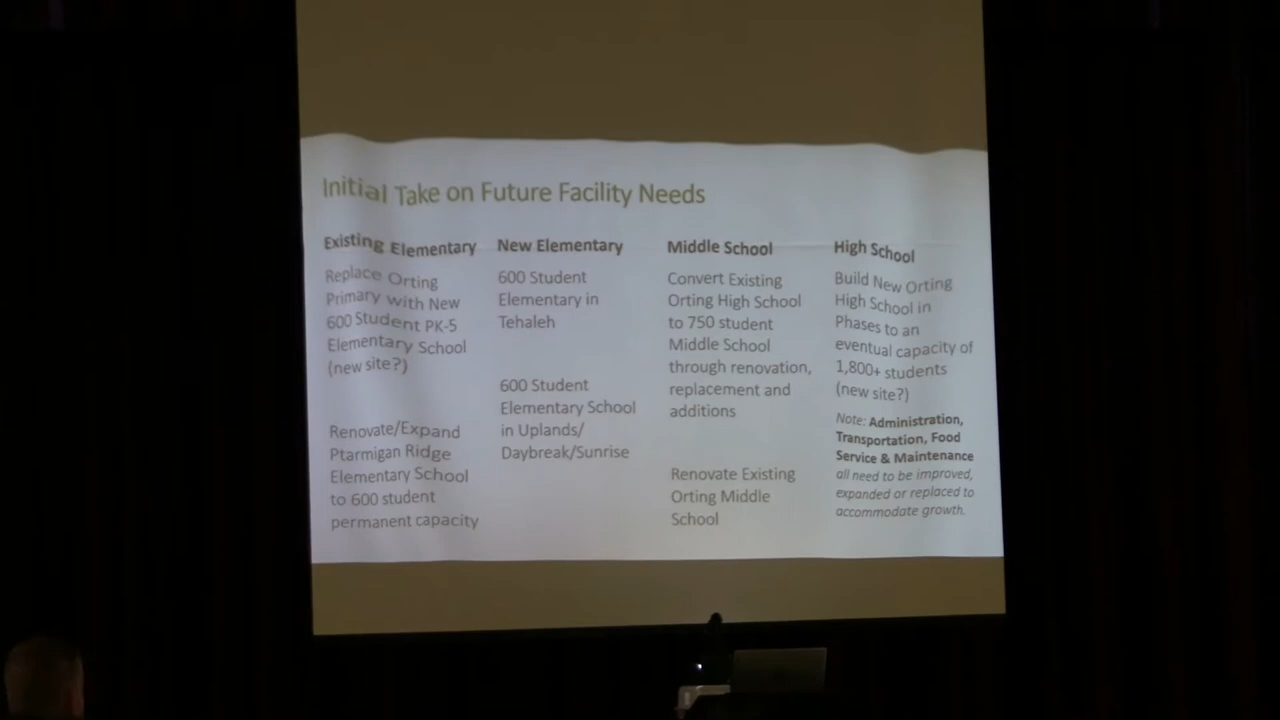 Initial Take on Future Facility Needs
Existing Elementary
Replace Orting
Primary with New
600 Student PK-5
Elementary School
(new site?)
Renovate/Expand
Ptarmigan Ridge
Elementary School
to 600 student
permanent capacity
New Elementary
600 Student
Elementary in
Tehaleh
600 Student
Elementary School
in Uplands/
Daybreak/Sunrise
Middle School
Convert Existing
Orting High School
to 750 student
Middle School
through renovation,
replacement and
additions
Renovate Existing
Orting Middle
School
High School
Build New Orting
High School in
Phases to an
eventual capacity of
1,800+ students
(new site?)
Note: Administration,
Transportation, Food
Service & Maintenance
all need to be improved,
expanded or replaced to
accommodate growth.